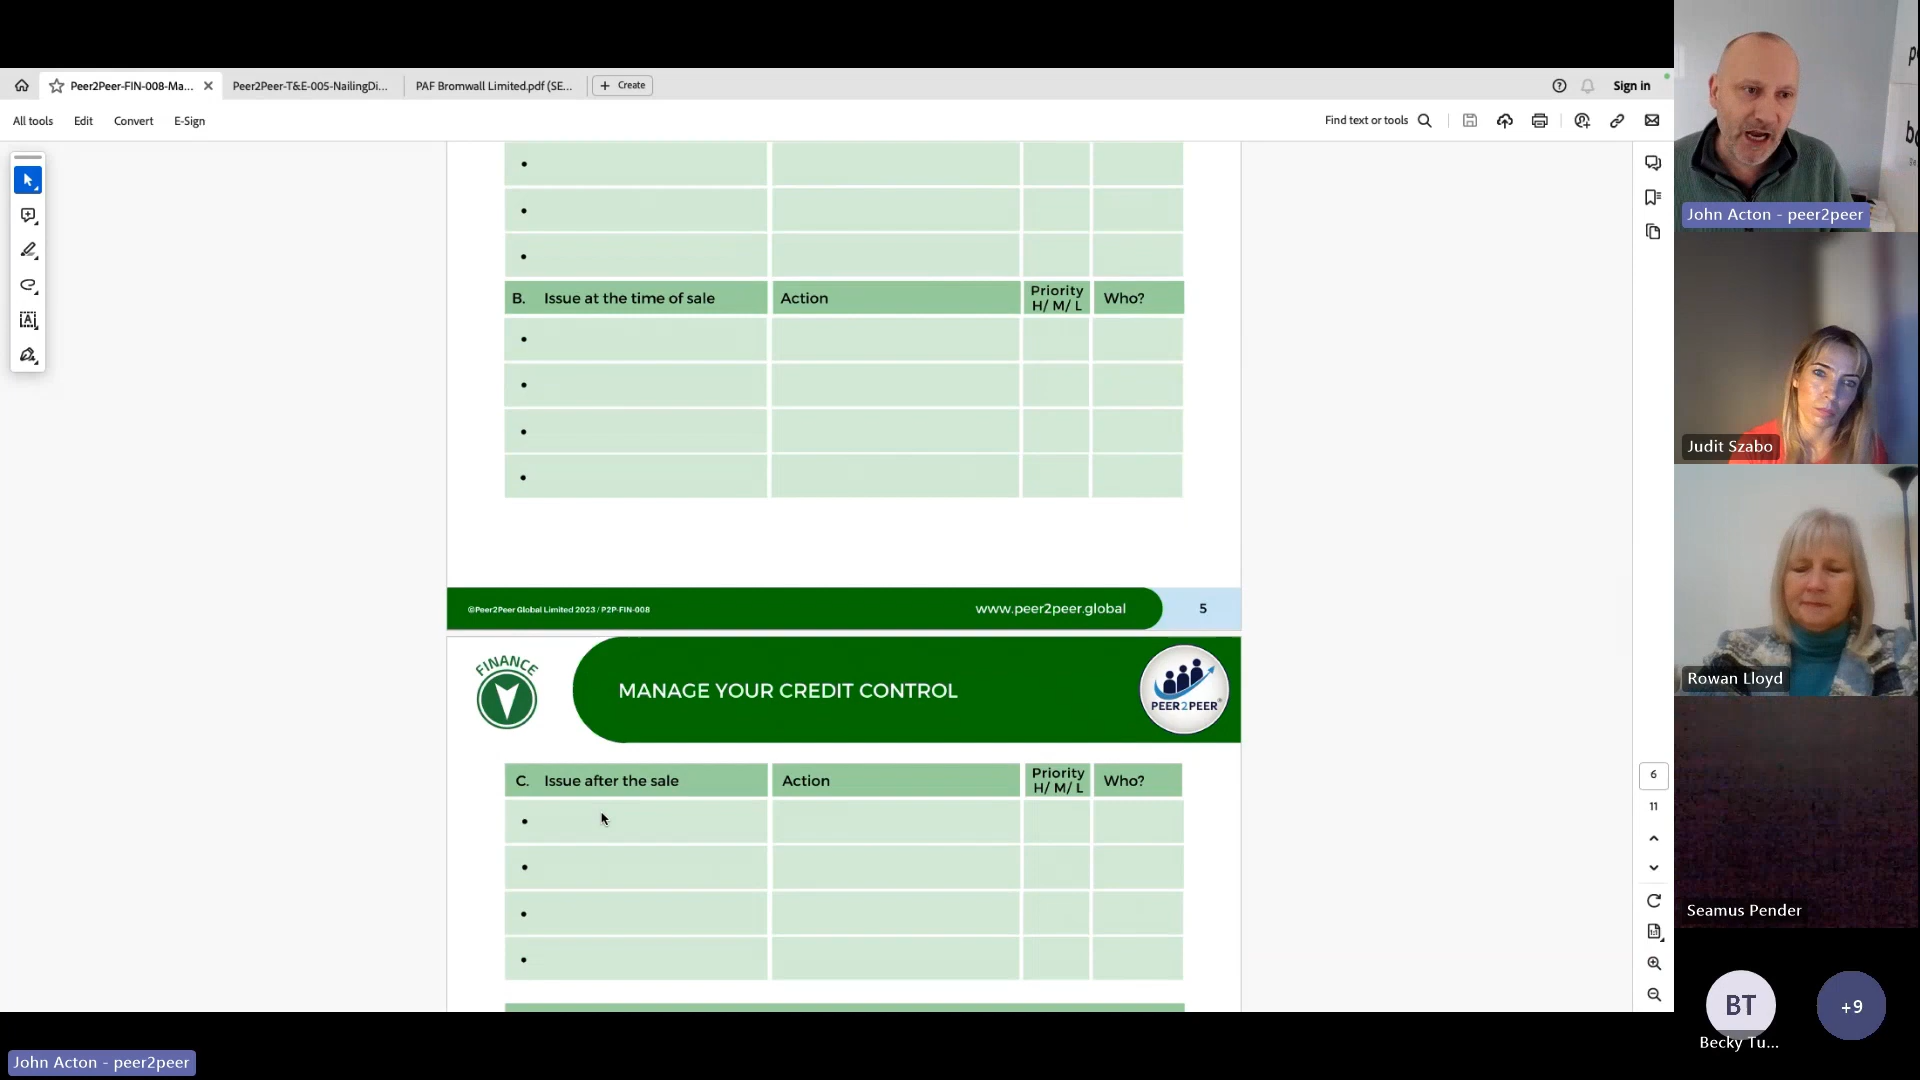 Peer2Peer-FIN-008-Ma...
Peer2Peer-T&E-005-NailingDi...
PAF Bromwall Limited.pdf (SE...
+ Create
Sign in
All tools
Edit
Convert
E-Sign
Find text or tools
B. Issue at the time of sale
Action
Priority
H/ M/ L
Who?
©Peer2Peer Global Limited 2023 / P2P-FIN-008
www.peer2peer.global
5
FINANCE
MANAGE YOUR CREDIT CONTROL
PEER2PEER®
C. Issue after the sale
Action
Priority
H/ M/ L
Who?
6
11
John Acton - peer2peer
Judit Szabo
Rowan Lloyd
Seamus Pender
BT
+9
Becky Tu...
John Acton - peer2peer